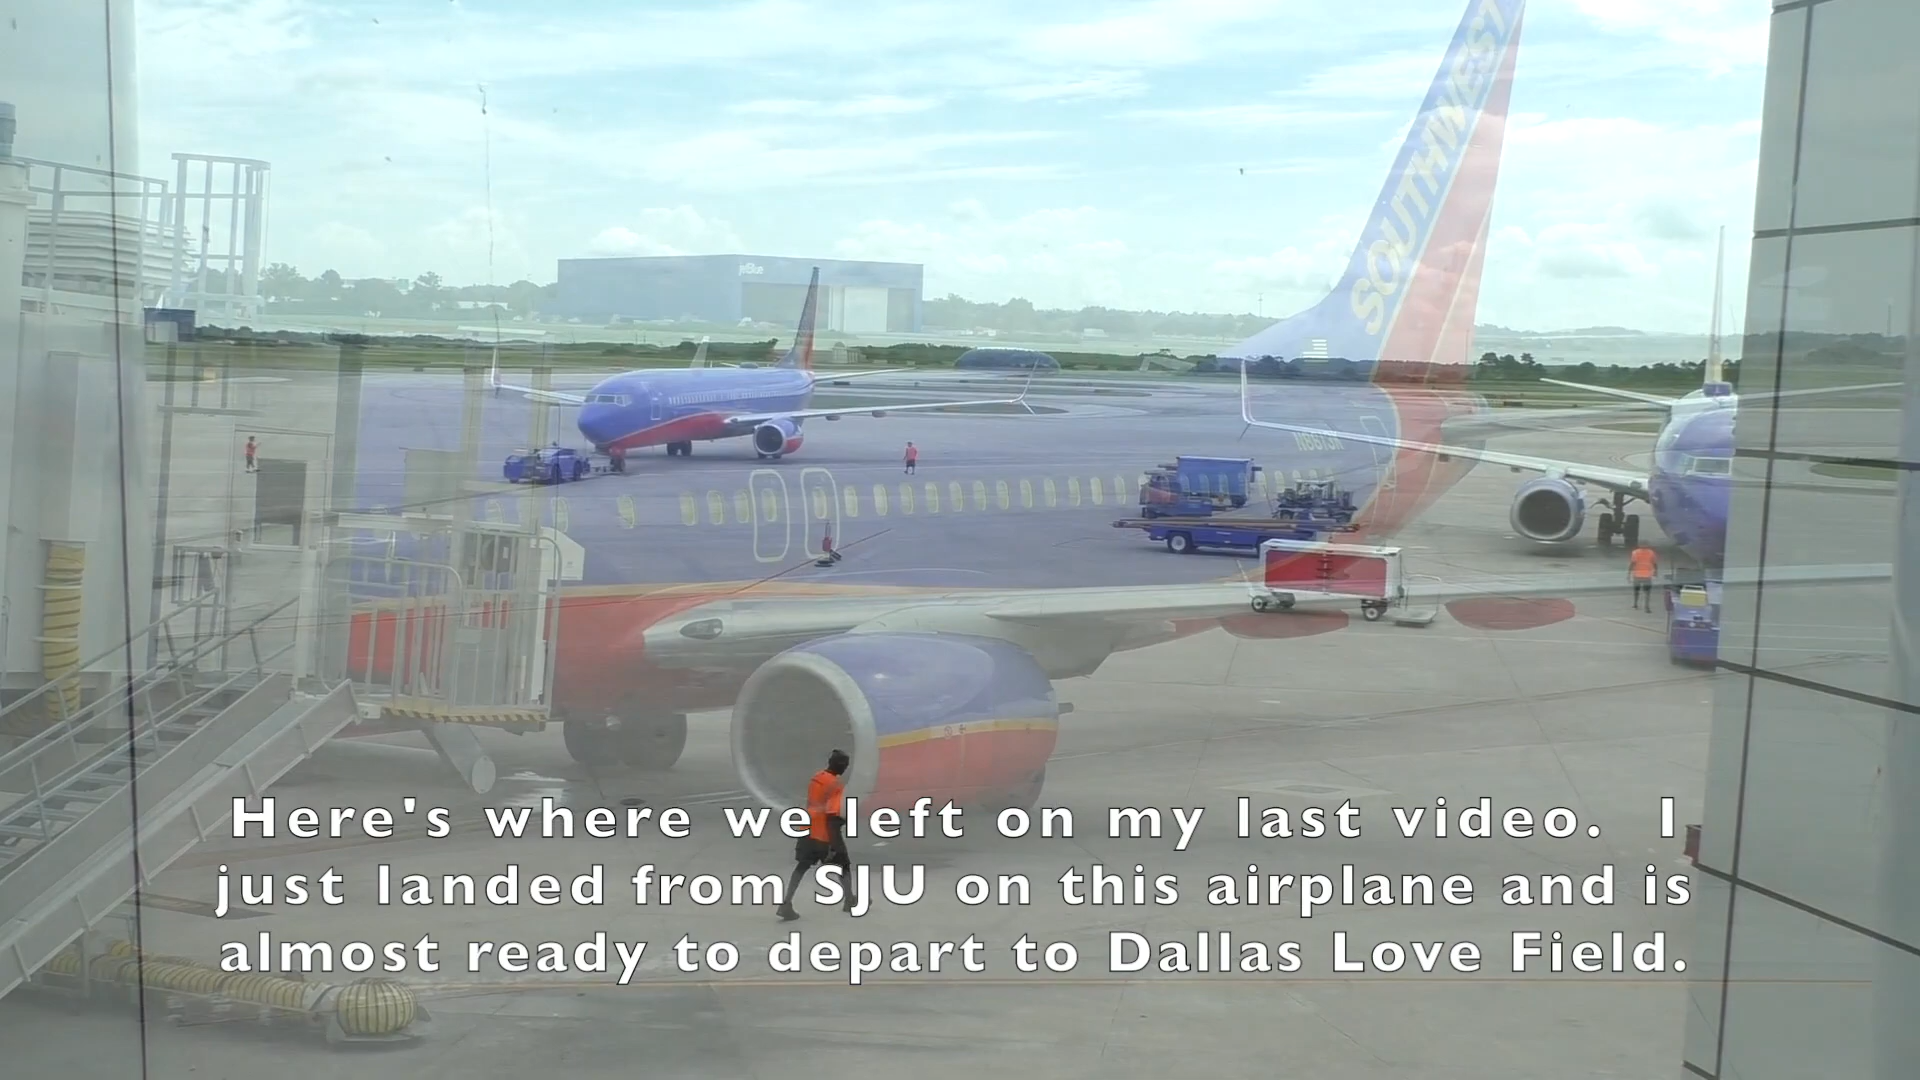 SOUTHWEST
jetBlue
Here's where we left on my last video. I
just landed from SJU on this airplane and is
almost ready to depart to Dallas Love Field.